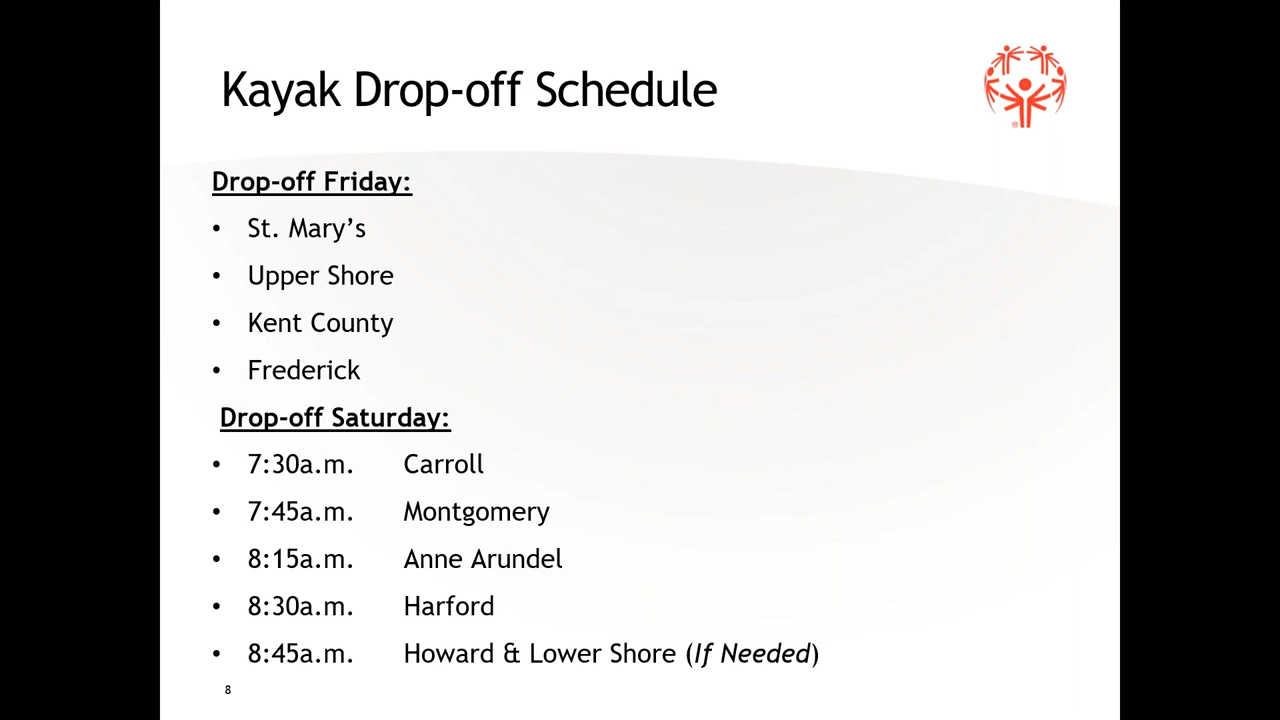 Kayak Drop-off Schedule
®
Drop-off Friday:
• St. Mary’s
• Upper Shore
• Kent County
• Frederick
Drop-off Saturday:
• 7:30a.m. Carroll
• 7:45a.m. Montgomery
• 8:15a.m. Anne Arundel
• 8:30a.m. Harford
• 8:45a.m. Howard & Lower Shore (If Needed)
8